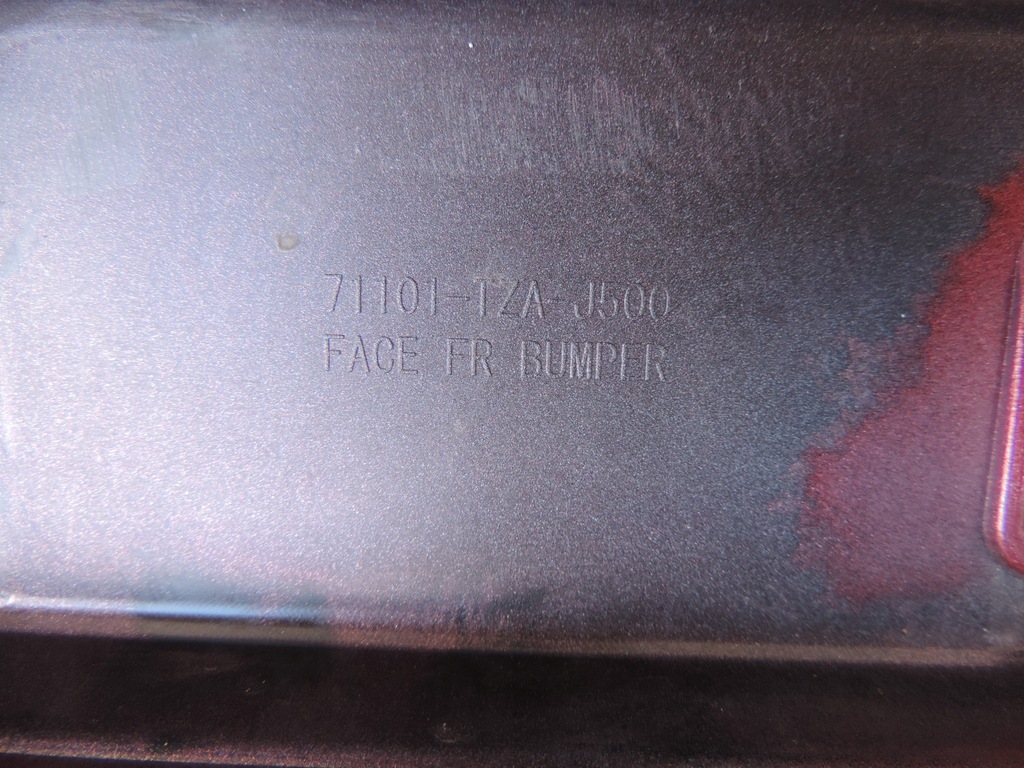 71101-TZA-J500
FACE FR BUMPER